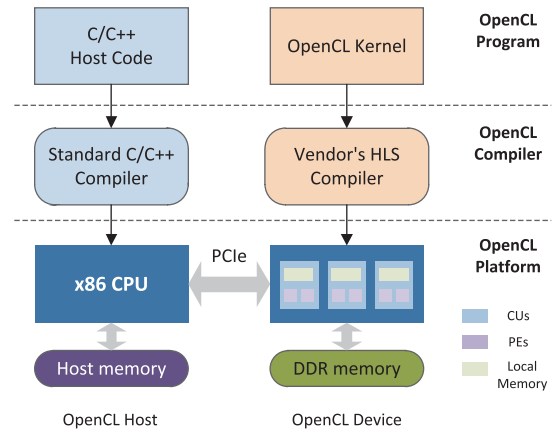 C/C++
Host Code
OpenCL Kernel
OpenCL
Program
Standard C/C++
Compiler
Vendor's HLS
Compiler
OpenCL
Compiler
x86 CPU
PCIe
OpenCL
Platform
CUs
PEs
Local
Memory
Host memory
DDR memory
OpenCL Host
OpenCL Device